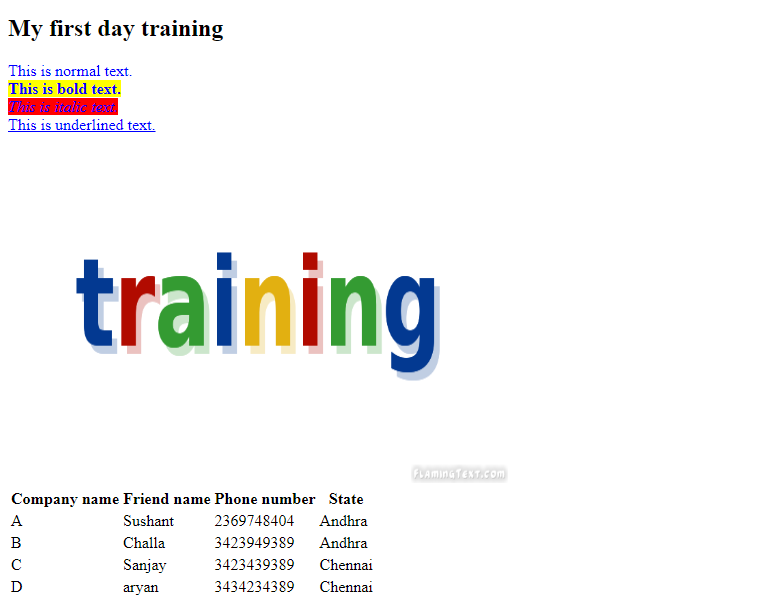 My first day training
This is normal text.
This is bold text.
This is italic text.
This is underlined text.
training
FlamingText.com
Company name Friend name Phone number State
A Sushant 2369748404 Andhra
B Challa 3423949389 Andhra
C Sanjay 3423439389 Chennai
D aryan 3434234389 Chennai